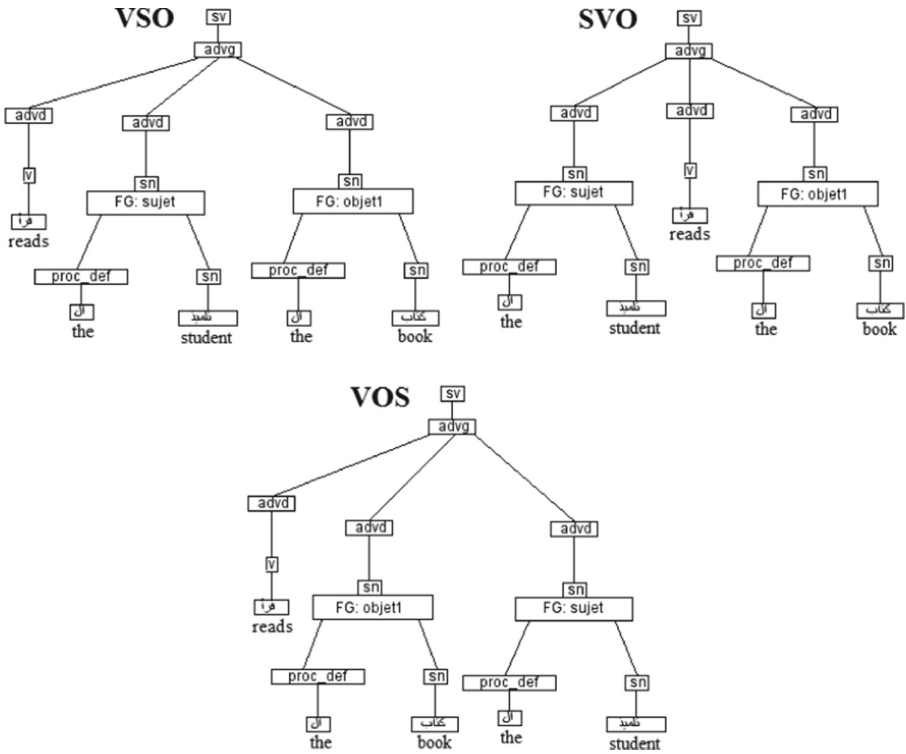 VSO
sv
advg
advd advd advd
v
sn sn
FG: sujet FG: objet1
قرأ
reads
proc_def sn proc_def sn
ال تلميذ ال كتاب
the student the book
SVO
sv
advg
advd advd advd
sn v sn
FG: sujet FG: objet1
قرأ
reads
proc_def sn proc_def sn
ال تلميذ ال كتاب
the student the book
VOS
sv
advg
advd
advd advd
v
sn sn
قرأ FG: objet1 FG: sujet
reads
proc_def sn proc_def sn
ال كتاب ال تلميذ
the book the student